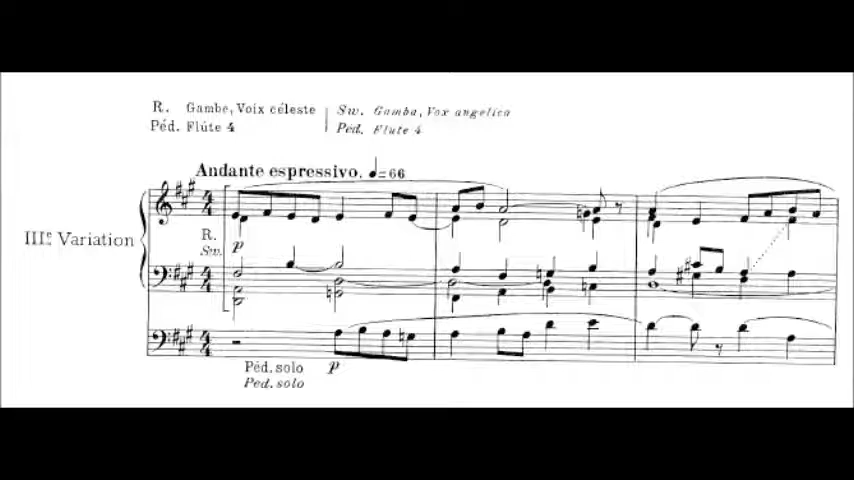 R. Gambe, Voix céleste
Péd. Flûte 4
Sw. Gamba, Vox angelica
Ped. Flute 4
Andante espressivo. ♩=66
IIIe Variation
R.
Sw.
p
Péd. solo
Ped. solo
p